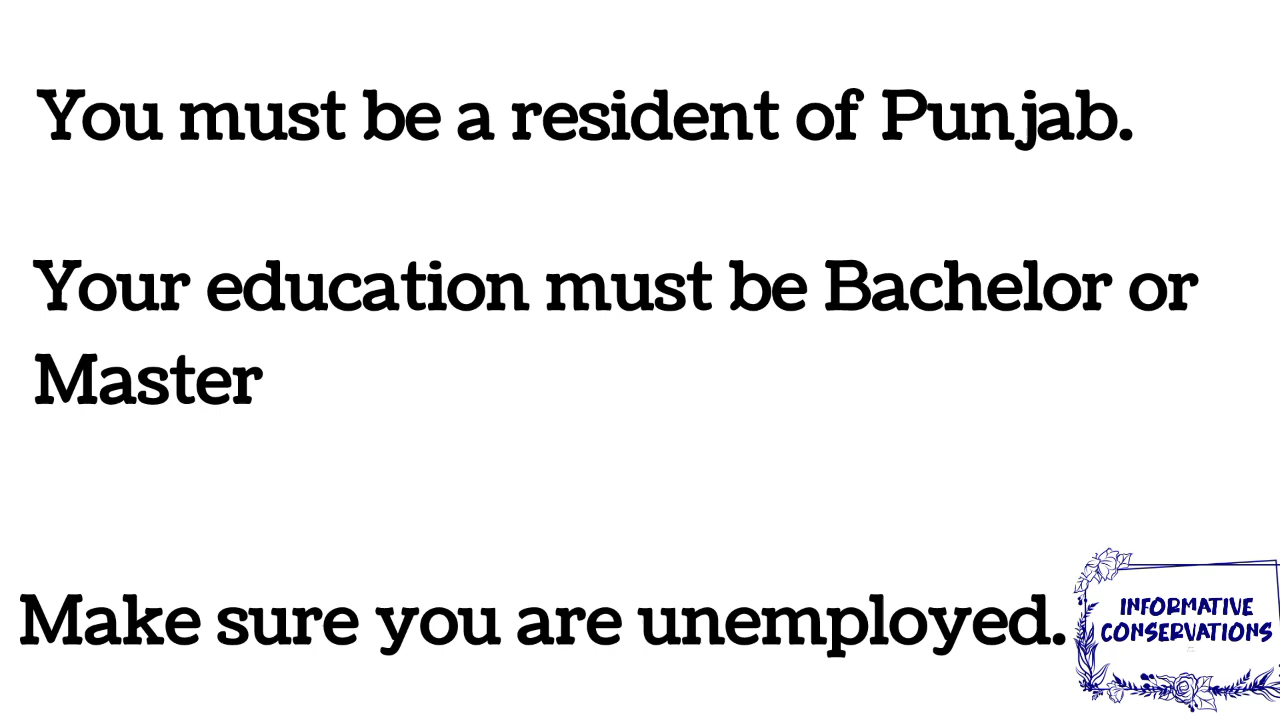 You must be a resident of Punjab.
Your education must be Bachelor or
Master
Make sure you are unemployed.
INFORMATIVE
CONSERVATIONS